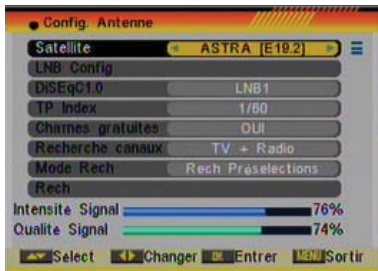 Config. Antenne
Satellite ASTRA [E19.2]
LNB Config
DiSEqC1.0 LNB1
TP Index 1/60
Charnes gratuites OUI
Recherche canaux TV + Radio
Mode Rech Rech Préselections
Rech
Intensité Signal 76%
Qualité Signal 74%
Select Changer OK Entrer MENU Sortir